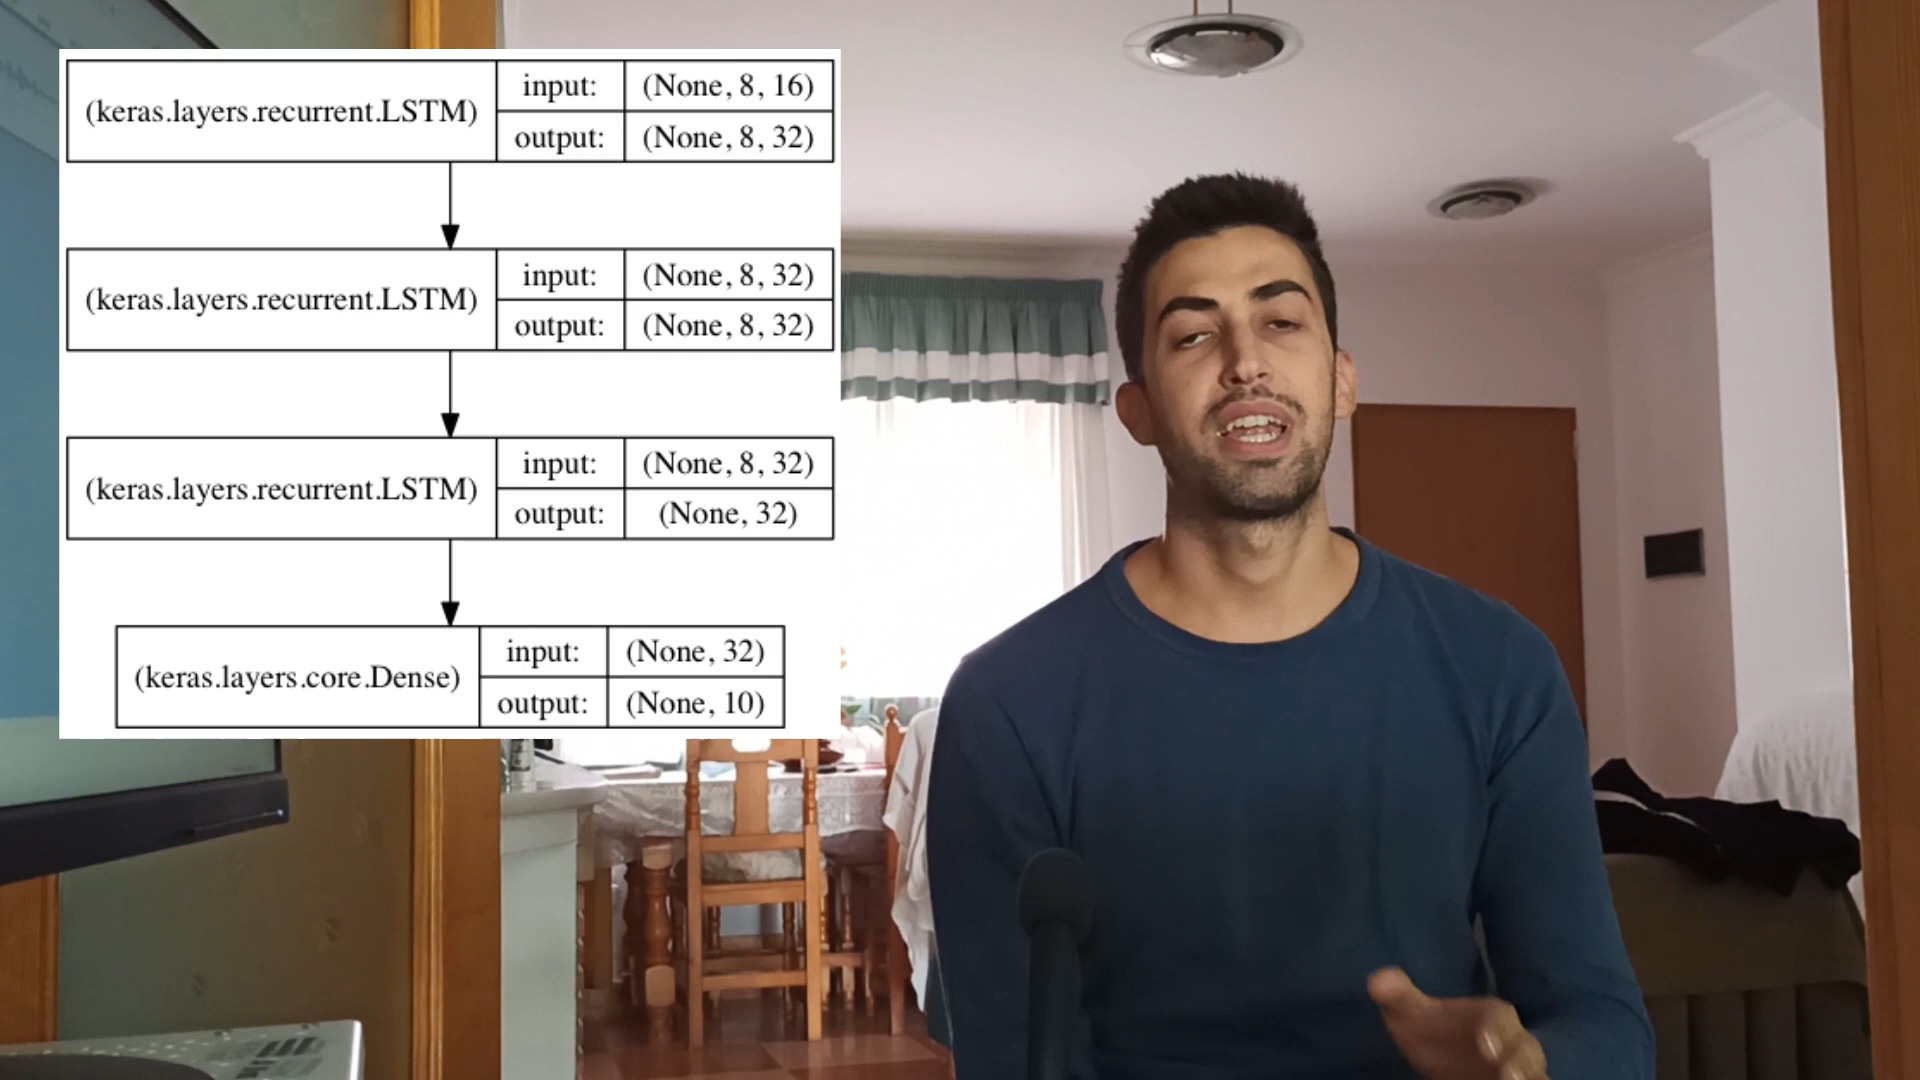 (keras.layers.recurrent.LSTM)
input: (None, 8, 16)
output: (None, 8, 32)
(keras.layers.recurrent.LSTM)
input: (None, 8, 32)
output: (None, 8, 32)
(keras.layers.recurrent.LSTM)
input: (None, 8, 32)
output: (None, 32)
(keras.layers.core.Dense)
input: (None, 32)
output: (None, 10)